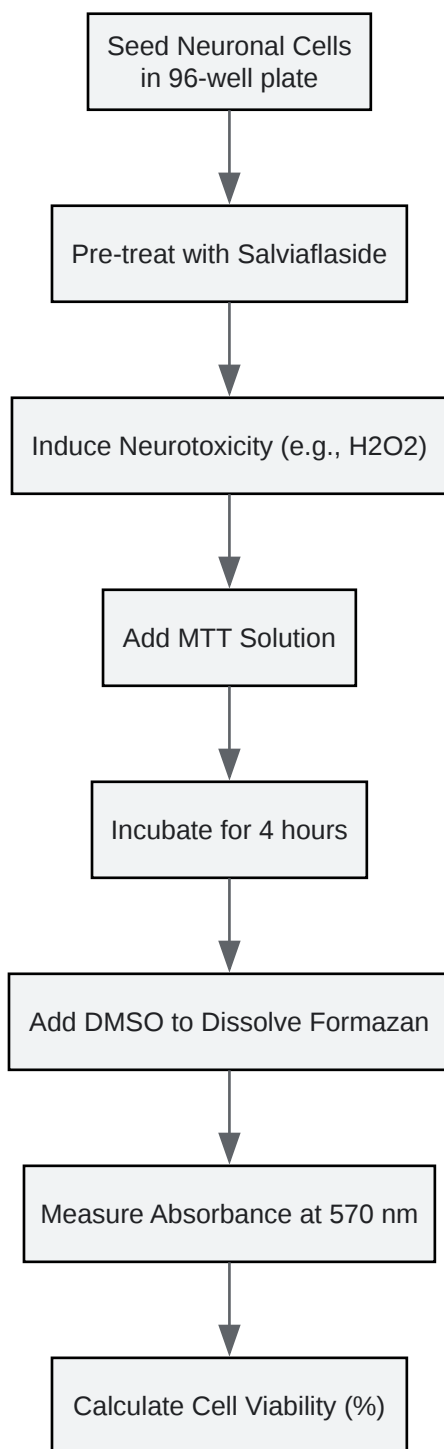 Seed Neuronal Cells
in 96-well plate
Pre-treat with Salviaflaside
Induce Neurotoxicity (e.g., H2O2)
Add MTT Solution
Incubate for 4 hours
Add DMSO to Dissolve Formazan
Measure Absorbance at 570 nm
Calculate Cell Viability (%)